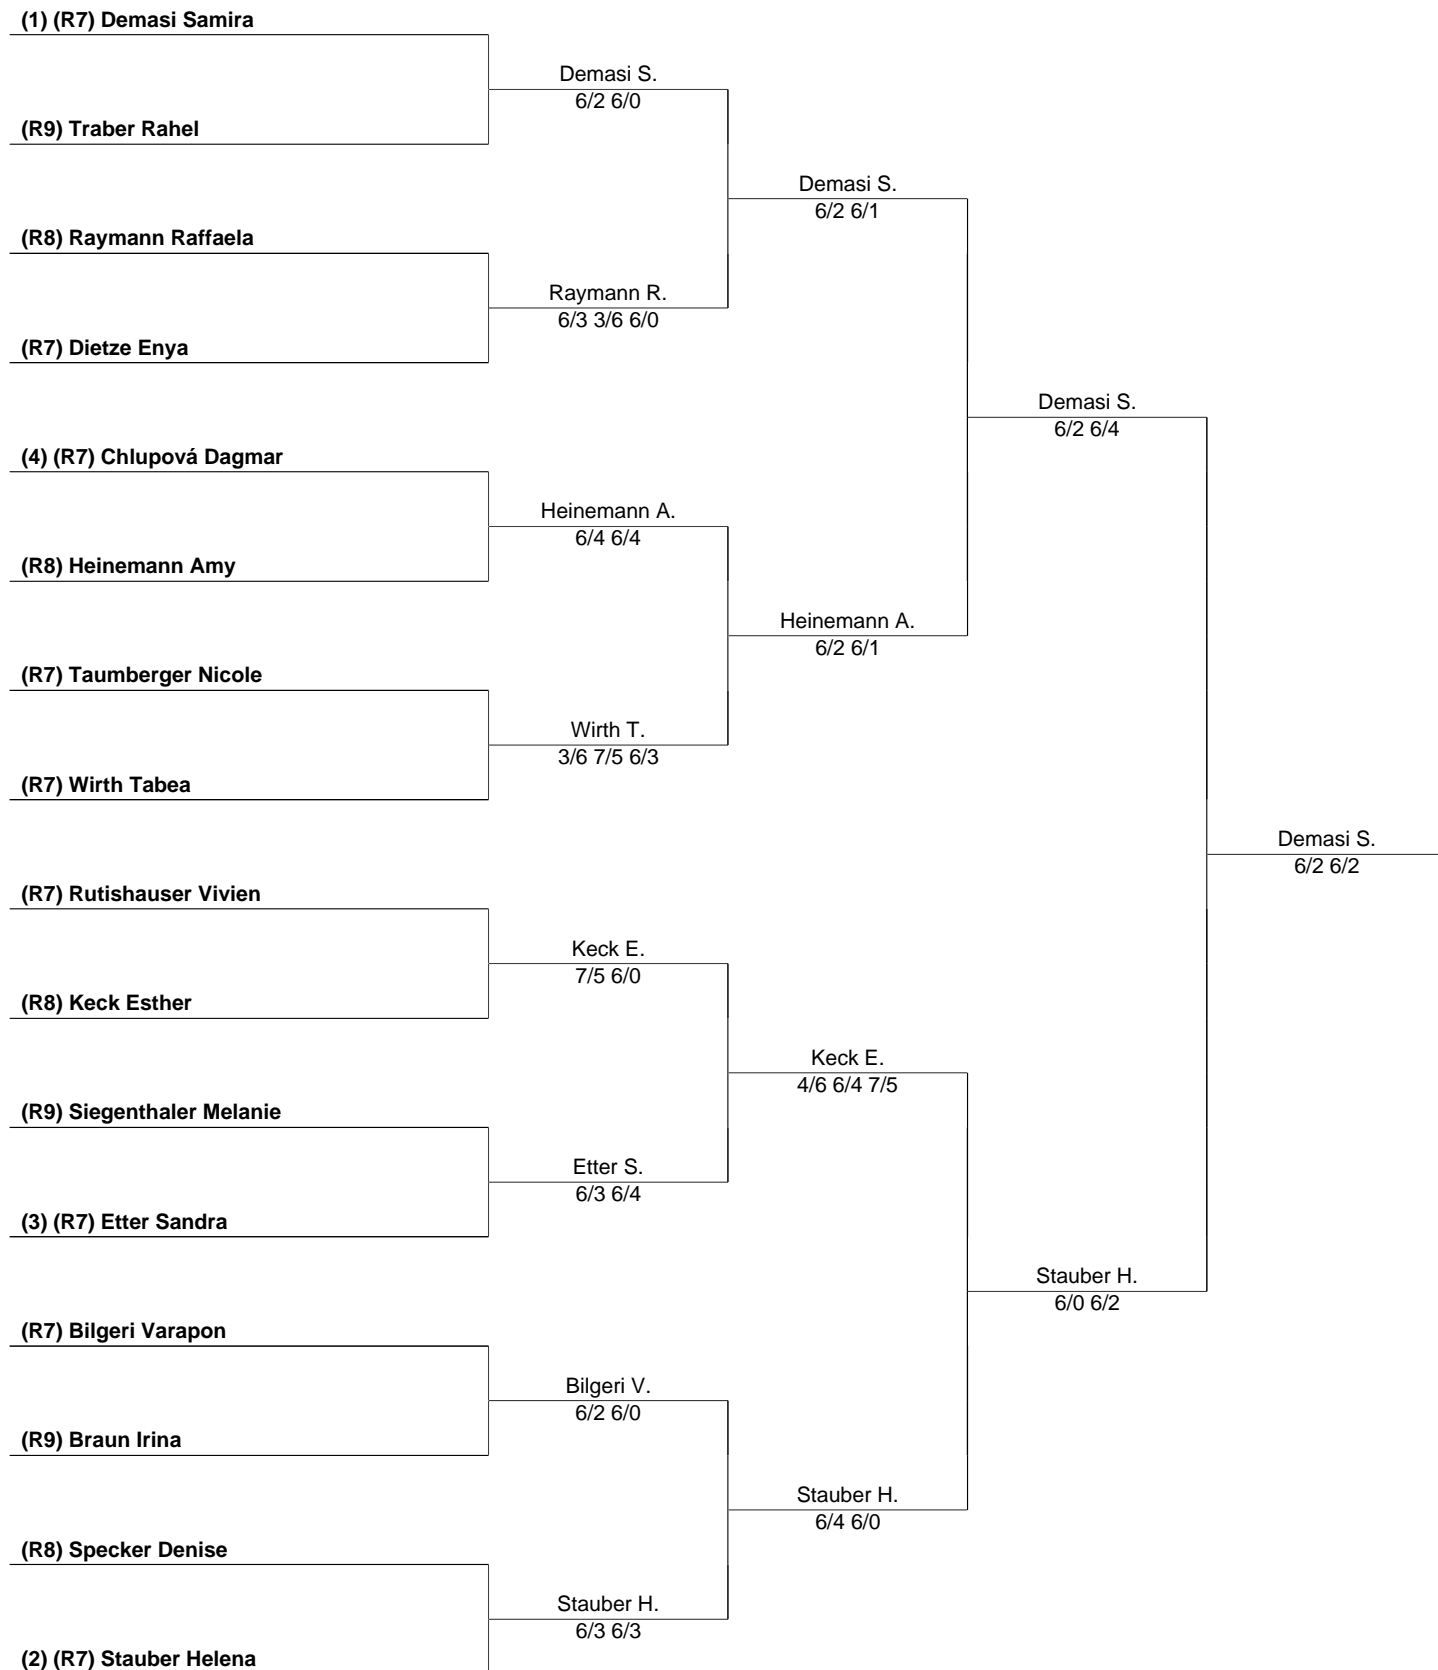 (1) (R7) Demasi Samira
Demasi S.
6/2 6/0
(R9) Traber Rahel
Demasi S.
6/2 6/1
(R8) Raymann Raffaela
Raymann R.
6/3 3/6 6/0
(R7) Dietze Enya
Demasi S.
6/2 6/4
(4) (R7) Chlupová Dagmar
Heinemann A.
6/4 6/4
(R8) Heinemann Amy
Heinemann A.
6/2 6/1
(R7) Taumberger Nicole
Wirth T.
3/6 7/5 6/3
(R7) Wirth Tabea
Demasi S.
6/2 6/2
(R7) Rutishauser Vivien
Keck E.
7/5 6/0
(R8) Keck Esther
Keck E.
4/6 6/4 7/5
(R9) Siegenthaler Melanie
Etter S.
6/3 6/4
(3) (R7) Etter Sandra
Stauber H.
6/0 6/2
(R7) Bilgeri Varapon
Bilgeri V.
6/2 6/0
(R9) Braun Irina
Stauber H.
6/4 6/0
(R8) Specker Denise
Stauber H.
6/3 6/3
(2) (R7) Stauber Helena